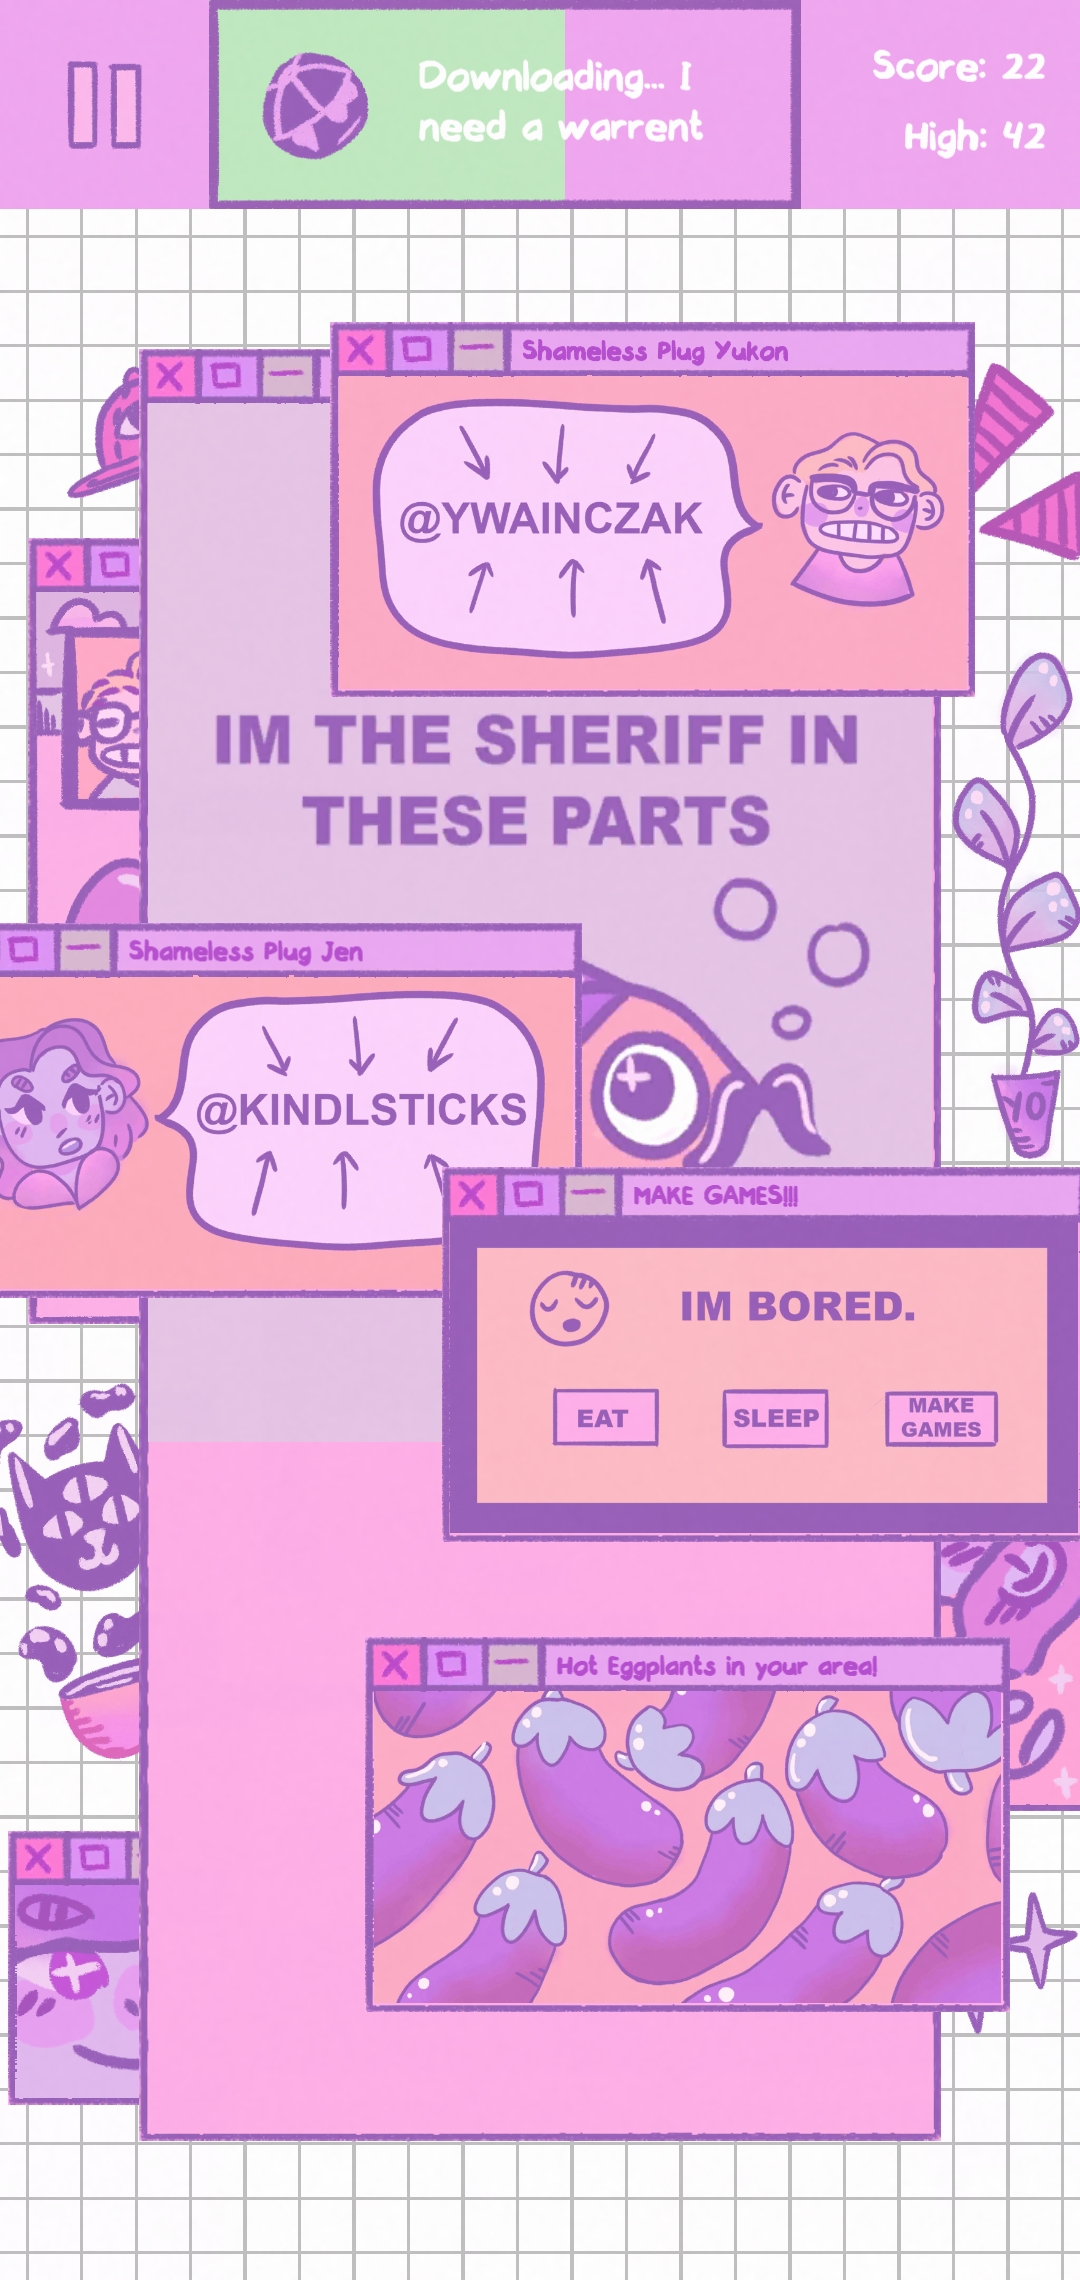 Downloading... I
need a warrent
Score: 22
High: 42
Shameless Plug Yukon
@YWAINCZAK
IM THE SHERIFF IN
THESE PARTS
Shameless Plug Jen
@KINDLSTICKS
YO
MAKE GAMES!!!
IM BORED.
EAT
SLEEP
MAKE
GAMES
Hot Eggplants in your area!